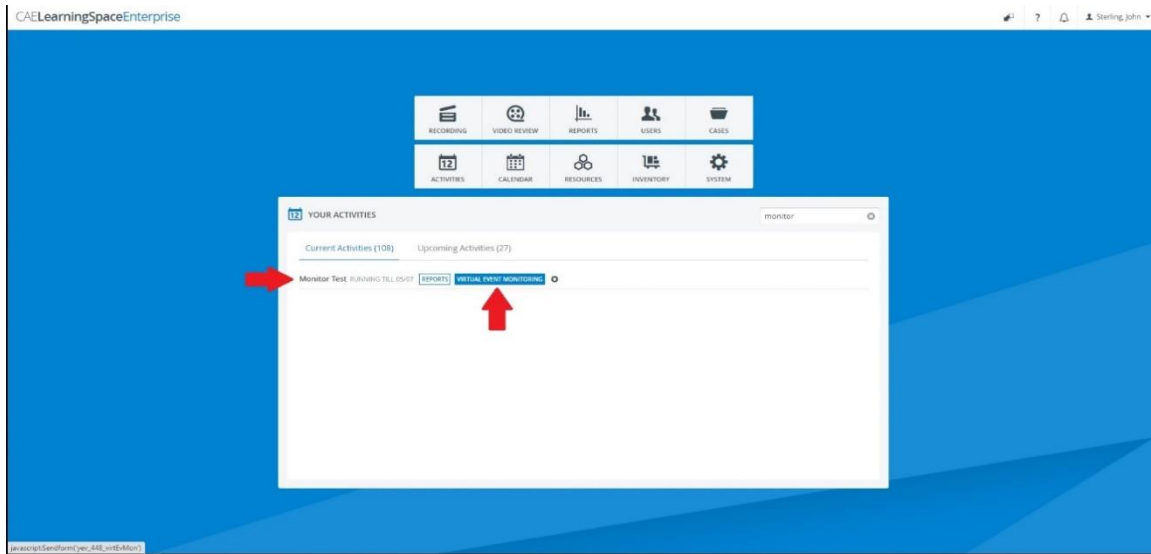 CAELearningSpaceEnterprise
? Sterling, John
RECORDING VIDEO REVIEW REPORTS USERS CASES
12
ACTIVITIES CALENDAR RESOURCES INVENTORY SYSTEM
12 YOUR ACTIVITIES monitor
Current Activities (108) Upcoming Activities (27)
Monitor Test RUNNING TILL 05/07 REPORTS VIRTUAL EVENT MONITORING
javascript:Sendform('yev_448_virtEvMon')